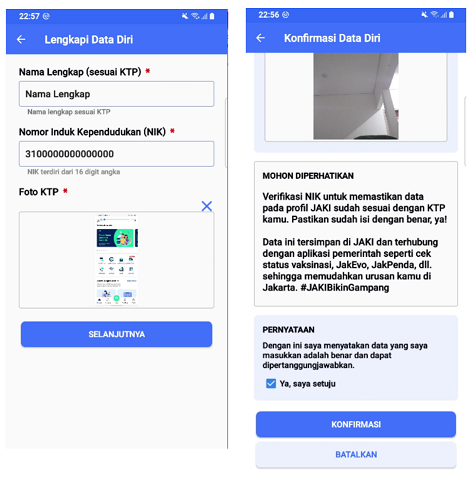 22:57
Lengkapi Data Diri
Nama Lengkap (sesuai KTP) *
Nama Lengkap
Nama lengkap sesuai KTP
Nomor Induk Kependudukan (NIK) *
3100000000000000
NIK terdiri dari 16 digit angka
Foto KTP *
SELANJUTNYA
22:56
Konfirmasi Data Diri
MOHON DIPERHATIKAN
Verifikasi NIK untuk memastikan data
pada profil JAKI sudah sesuai dengan KTP
kamu. Pastikan sudah isi dengan benar, ya!
Data ini tersimpan di JAKI dan terhubung
dengan aplikasi pemerintah seperti cek
status vaksinasi, JakEvo, JakPenda, dll.
sehingga memudahkan urusan kamu di
Jakarta. #JAKIBikinGampang
PERNYATAAN
Dengan ini saya menyatakan data yang saya
masukkan adalah benar dan dapat
dipertanggungjawabkan.
Ya, saya setuju
KONFIRMASI
BATALKAN